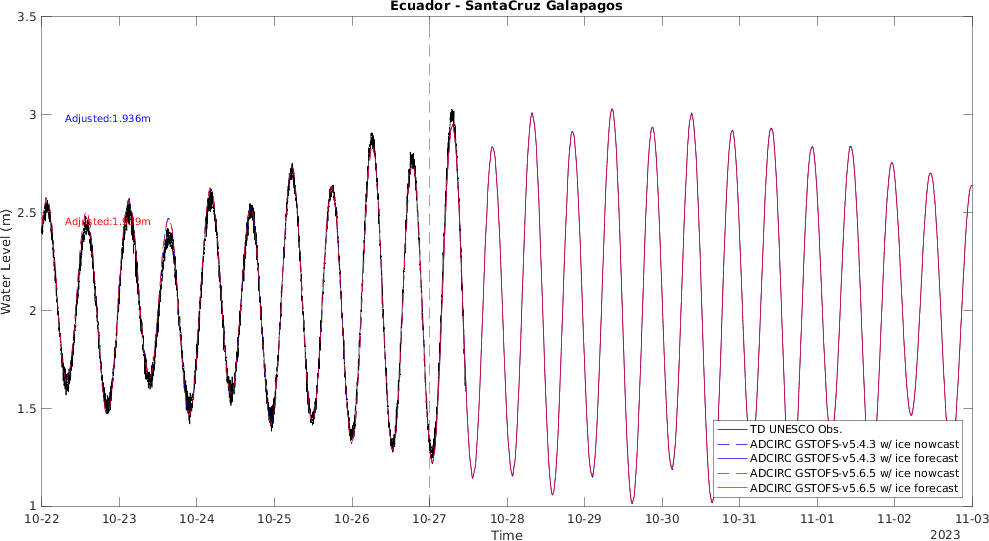 Ecuador - SantaCruz Galapagos
3.5
3
2.5
2
1.5
1
Water Level (m)
Adjusted:1.936m
TD UNESCO Obs.
ADCIRC GSTOFS-v5.4.3 w/ ice nowcast
ADCIRC GSTOFS-v5.4.3 w/ ice forecast
ADCIRC GSTOFS-v5.6.5 w/ ice nowcast
ADCIRC GSTOFS-v5.6.5 w/ ice forecast
10-22 10-23 10-24 10-25 10-26 10-27 10-28 10-29 10-30 10-31 11-01 11-02 11-03
Time
2023